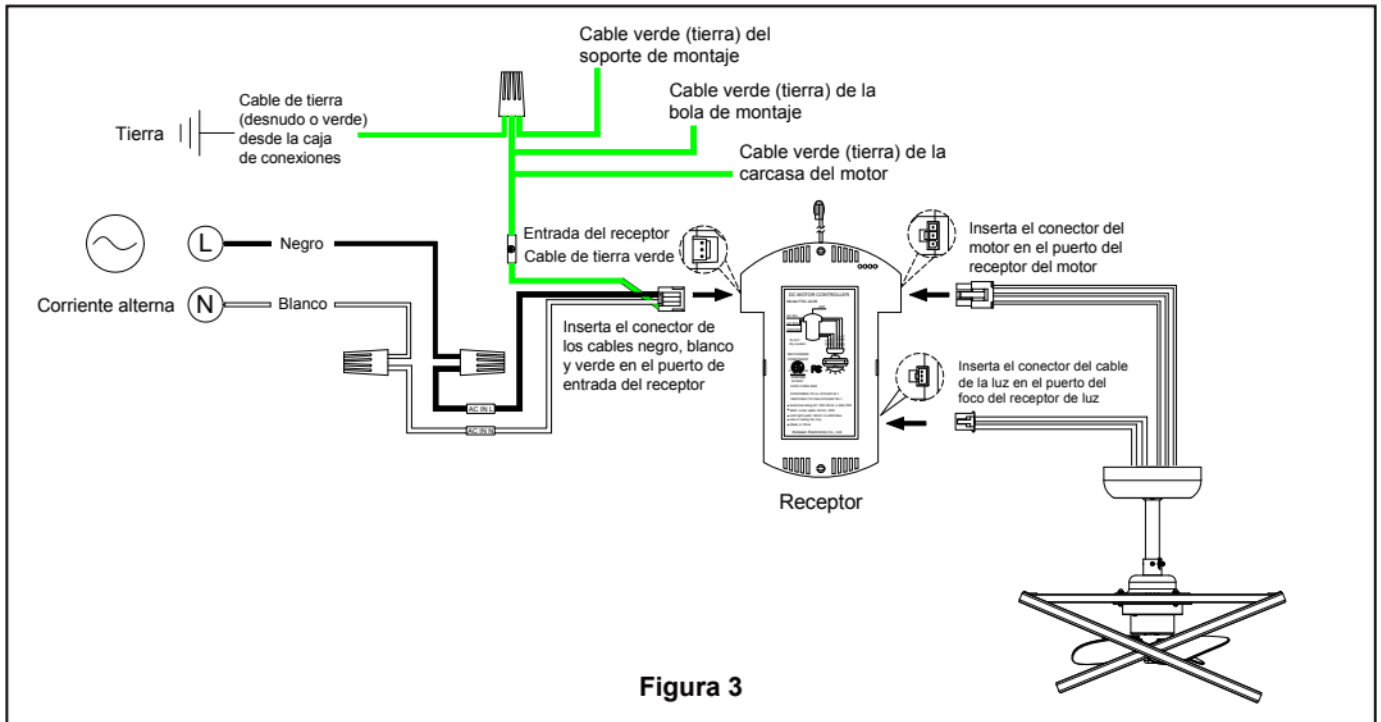 Cable verde (tierra) del
soporte de montaje
Cable verde (tierra) de la
bola de montaje
Cable verde (tierra) de la
carcasa del motor
Cable de tierra
(desnudo o verde)
desde la caja
de conexiones
Tierra
Entrada del receptor
Cable de tierra verde
Inserta el conector del
motor en el puerto del
receptor del motor
L
Negro
Corriente alterna
N
Blanco
Inserta el conector de
los cables negro, blanco
y verde en el puerto de
entrada del receptor
AC IN L
AC IN N
DC MOTOR CONTROLLER
Inserta el conector del cable
de la luz en el puerto del
foco del receptor de luz
Receptor
Figura 3